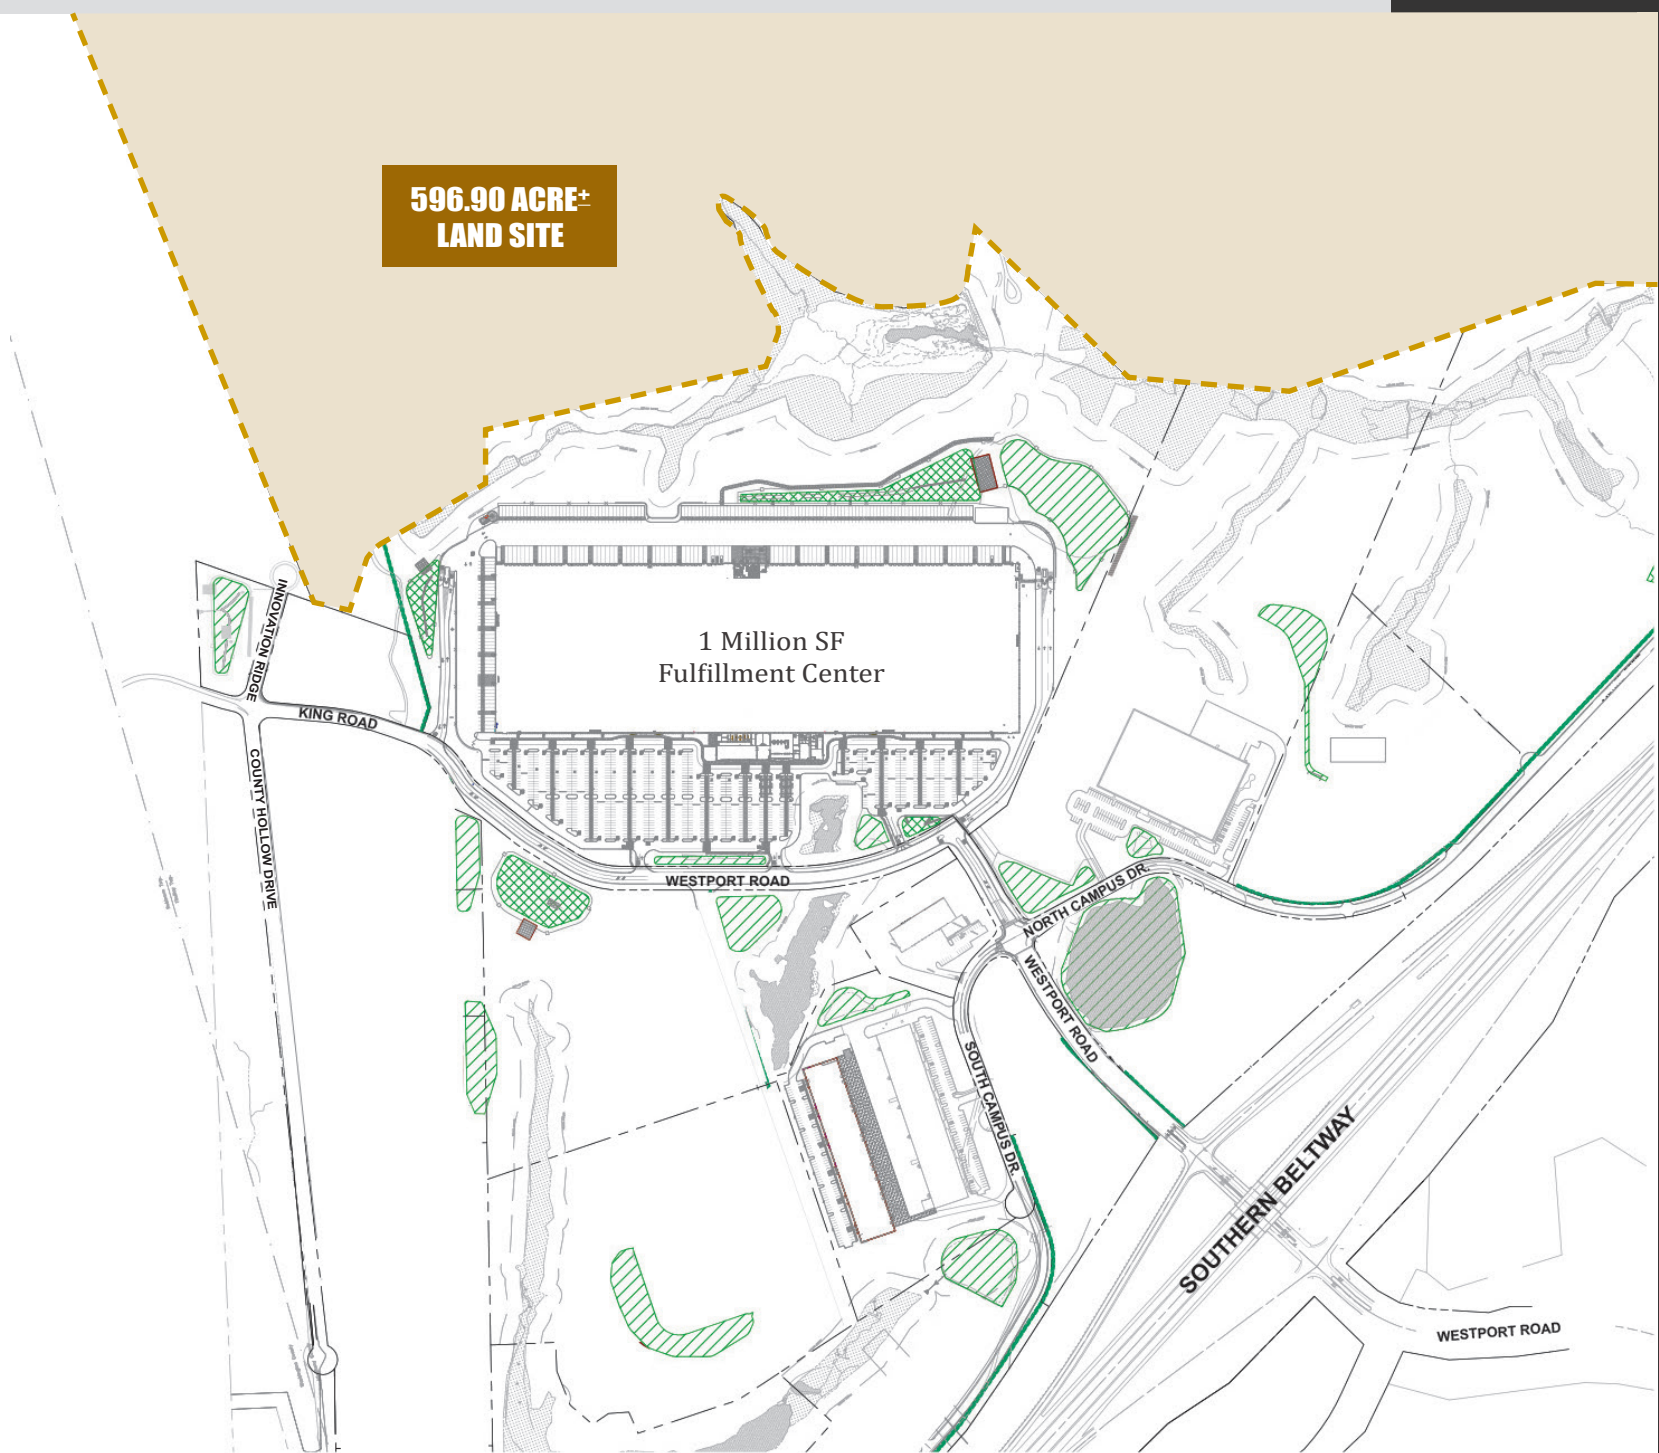 596.90 ACRE±
LAND SITE
1 Million SF
Fulfillment Center
INNOVATION RIDGE
KING ROAD
COUNTY HOLLOW DRIVE
WESTPORT ROAD
NORTH CAMPUS DR.
WESTPORT ROAD
SOUTH CAMPUS DR.
SOUTHERN BELTWAY
WESTPORT ROAD